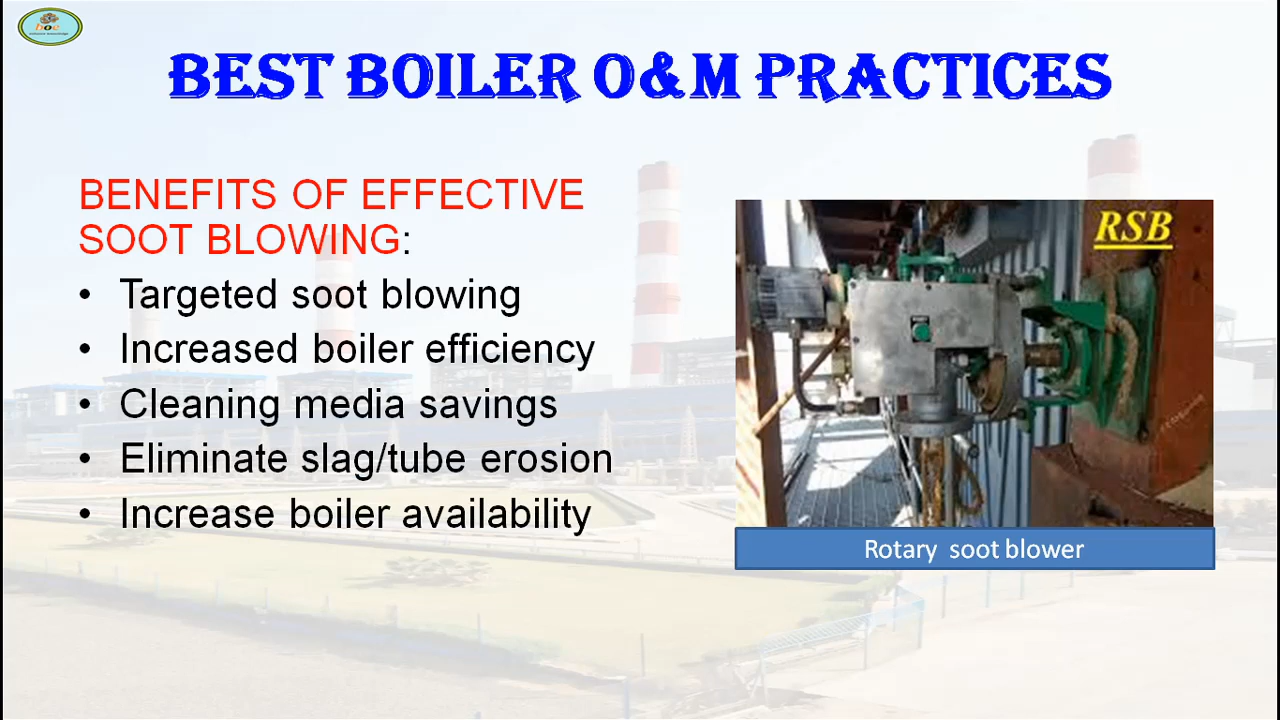 BEST BOILER O&M PRACTICES
BENEFITS OF EFFECTIVE
SOOT BLOWING:
• Targeted soot blowing
• Increased boiler efficiency
• Cleaning media savings
• Eliminate slag/tube erosion
• Increase boiler availability
RSB
Rotary soot blower